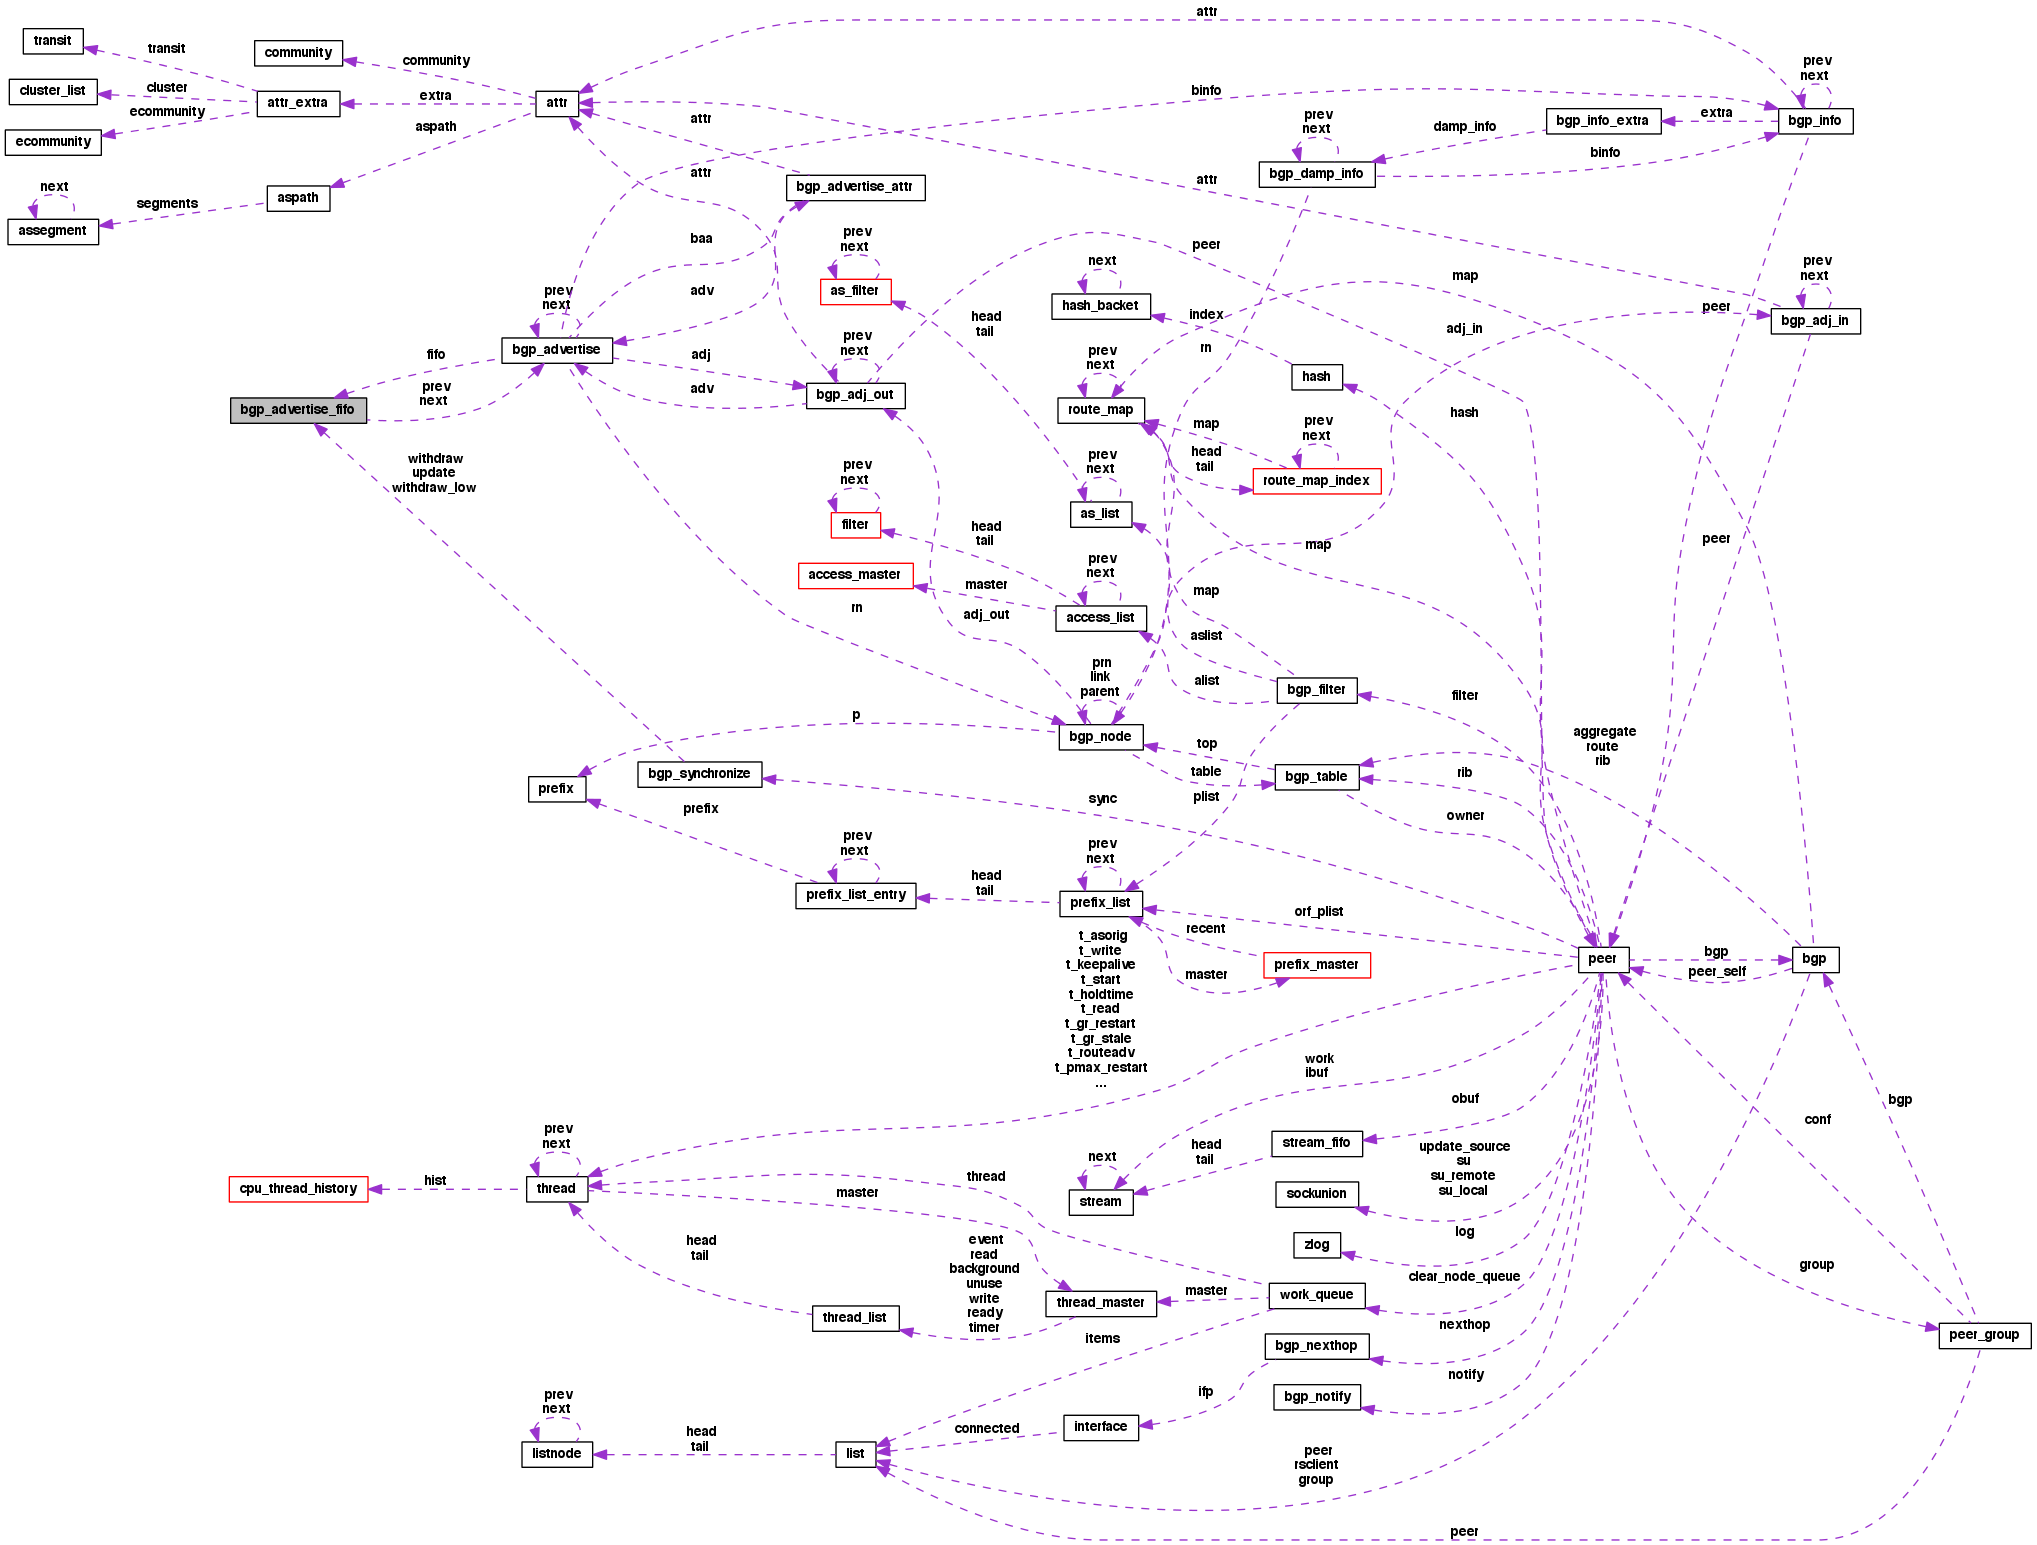 attr
transit
transit
community
community
cluster_list
cluster
attr_extra
extra
attr
ecommunity
ecommunity
aspath
next
segments
aspath
assegment
binfo
attr
prev
next
bgp_info
extra
bgp_info_extra
damp_info
prev
next
bgp_damp_info
binfo
attr
attr
bgp_advertise_attr
baa
adv
prev
next
as_filter
peer
next
hash_backet
index
map
prev
next
bgp_adj_in
peer
adj_in
prev
next
bgp_advertise
fifo
adj
adv
prev
next
bgp_adj_out
head
tail
prev
next
route_map
rn
hash
hash
bgp_advertise_fifo
prev
next
map
head
tail
prev
next
route_map_index
withdraw
update
withdraw_low
prev
next
filter
prev
next
as_list
head
tail
access_master
master
prev
next
access_list
map
peer
rn
adj_out
map
aslist
alist
prn
link
parent
bgp_node
bgp_filter
filter
p
top
table
bgp_table
aggregate
route
rib
rib
prefix
bgp_synchronize
sync
plist
owner
prefix
prev
next
prefix_list_entry
head
tail
prev
next
prefix_list
orf_plist
recent
master
prefix_master
peer
bgp
peer_self
bgp
t_asorig
t_write
t_keepalive
t_start
t_holdtime
t_read
t_gr_restart
t_gr_stale
t_routeadv
t_pmax_restart
...
work
ibuf
obuf
stream_fifo
head
tail
next
stream
update_source
su
su_remote
su_local
sockunion
bgp
conf
prev
next
thread
hist
cpu_thread_history
master
thread
zlog
log
head
tail
event
read
background
unuse
write
ready
timer
thread_list
thread_master
master
work_queue
clear_node_queue
group
peer_group
items
bgp_nexthop
nexthop
notify
bgp_notify
ifp
interface
connected
prev
next
listnode
head
tail
list
peer
rsclient
group
peer